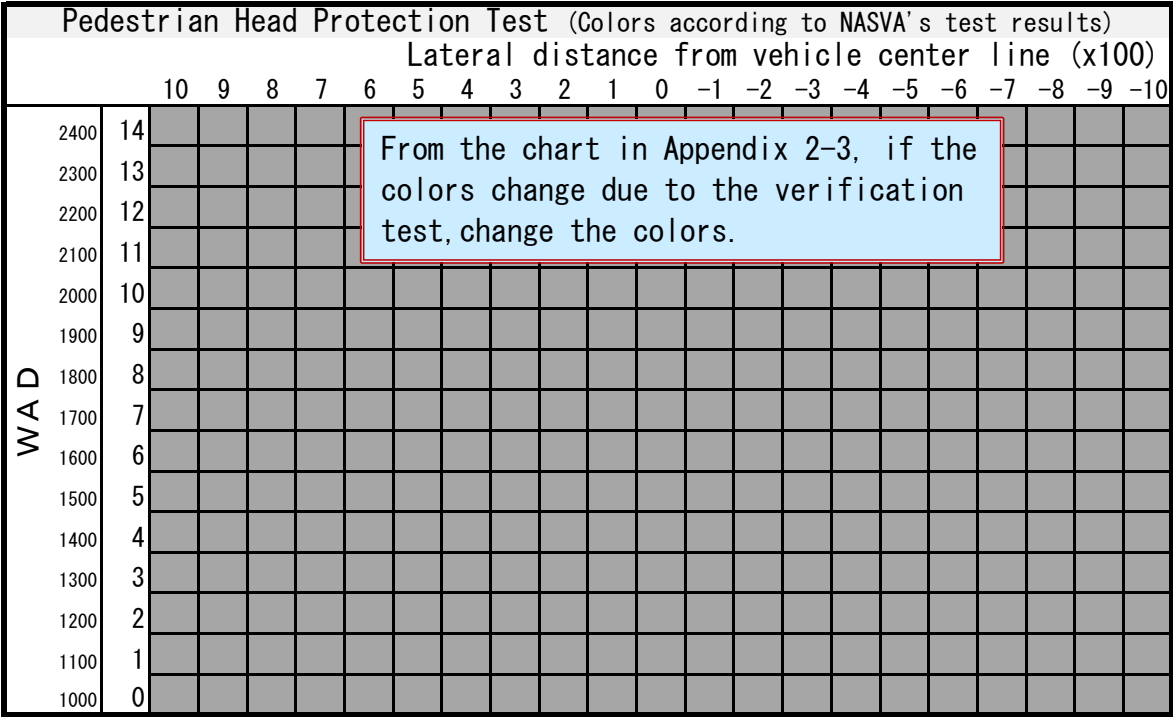 Pedestrian Head Protection Test (Colors according to NASVA's test results)
Lateral distance from vehicle center line (x100)
10 9 8 7 6 5 4 3 2 1 0 −1 −2 −3 −4 −5 −6 −7 −8 −9 −10
2400 14
2300 13
2200 12
2100 11
2000 10
1900 9
1800 8
1700 7
1600 6
1500 5
1400 4
1300 3
1200 2
1100 1
1000 0
WAD
From the chart in Appendix 2−3, if the
colors change due to the verification
test,change the colors.